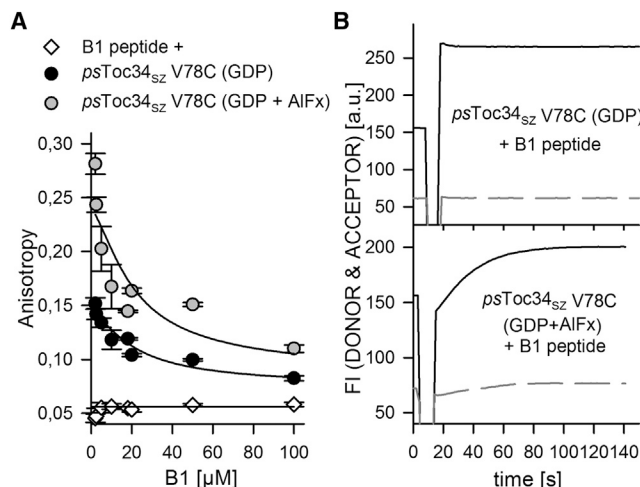 A
B1 peptide +
psToc34SZ V78C (GDP)
psToc34SZ V78C (GDP + AlFx)
0,30
0,25
0,20
0,15
0,10
0,05
Anisotropy
0 20 40 60 80 100
B1 [µM]
B
FI (DONOR & ACCEPTOR) [a.u.]
250
200
150
100
50
psToc34SZ V78C (GDP)
+ B1 peptide
200
150
100
50
psToc34SZ V78C
(GDP+AlFx)
+ B1 peptide
0 20 40 60 80 100 120 140
time [s]